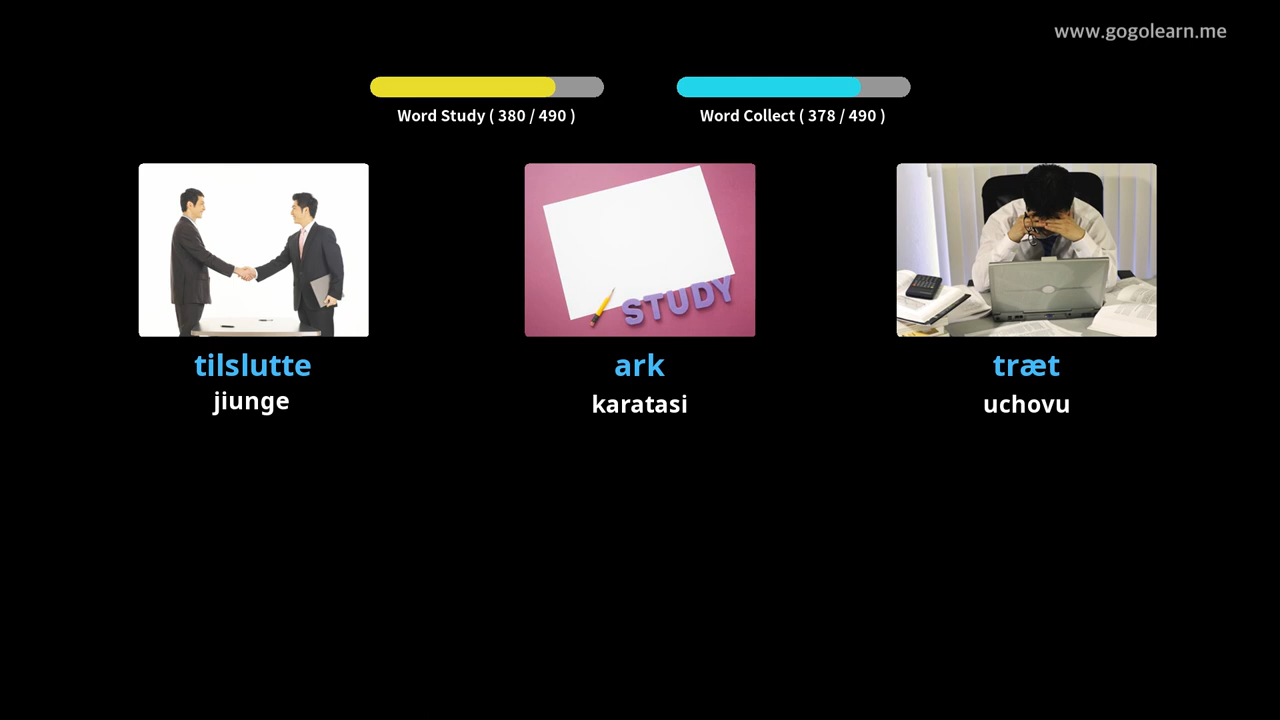 www.gogolearn.me
Word Study ( 380 / 490 )
Word Collect ( 378 / 490 )
STUDY
tilslutte
jiunge
ark
karatasi
træt
uchovu